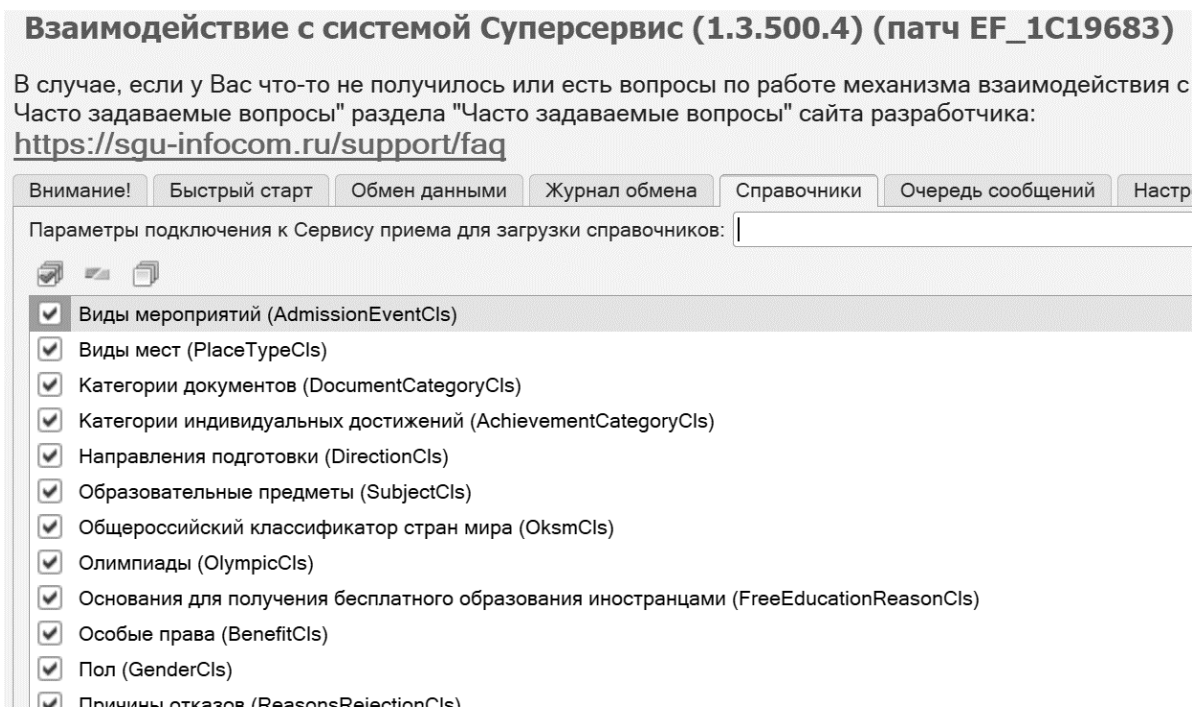 Взаимодействие с системой Суперсервис (1.3.500.4) (патч EF_1C19683)
В случае, если у Вас что-то не получилось или есть вопросы по работе механизма взаимодействия с
Часто задаваемые вопросы" раздела "Часто задаваемые вопросы" сайта разработчика:
https://sgu-infocom.ru/support/faq
Внимание! Быстрый старт Обмен данными Журнал обмена Справочники Очередь сообщений Настр
Параметры подключения к Сервису приема для загрузки справочников:
Виды мероприятий (AdmissionEventCls)
Виды мест (PlaceTypeCls)
Категории документов (DocumentCategoryCls)
Категории индивидуальных достижений (AchievementCategoryCls)
Направления подготовки (DirectionCls)
Образовательные предметы (SubjectCls)
Общероссийский классификатор стран мира (OksmCls)
Олимпиады (OlympicCls)
Основания для получения бесплатного образования иностранцами (FreeEducationReasonCls)
Особые права (BenefitCls)
Пол (GenderCls)
Причины отказов (ReasonsRejectionCls)